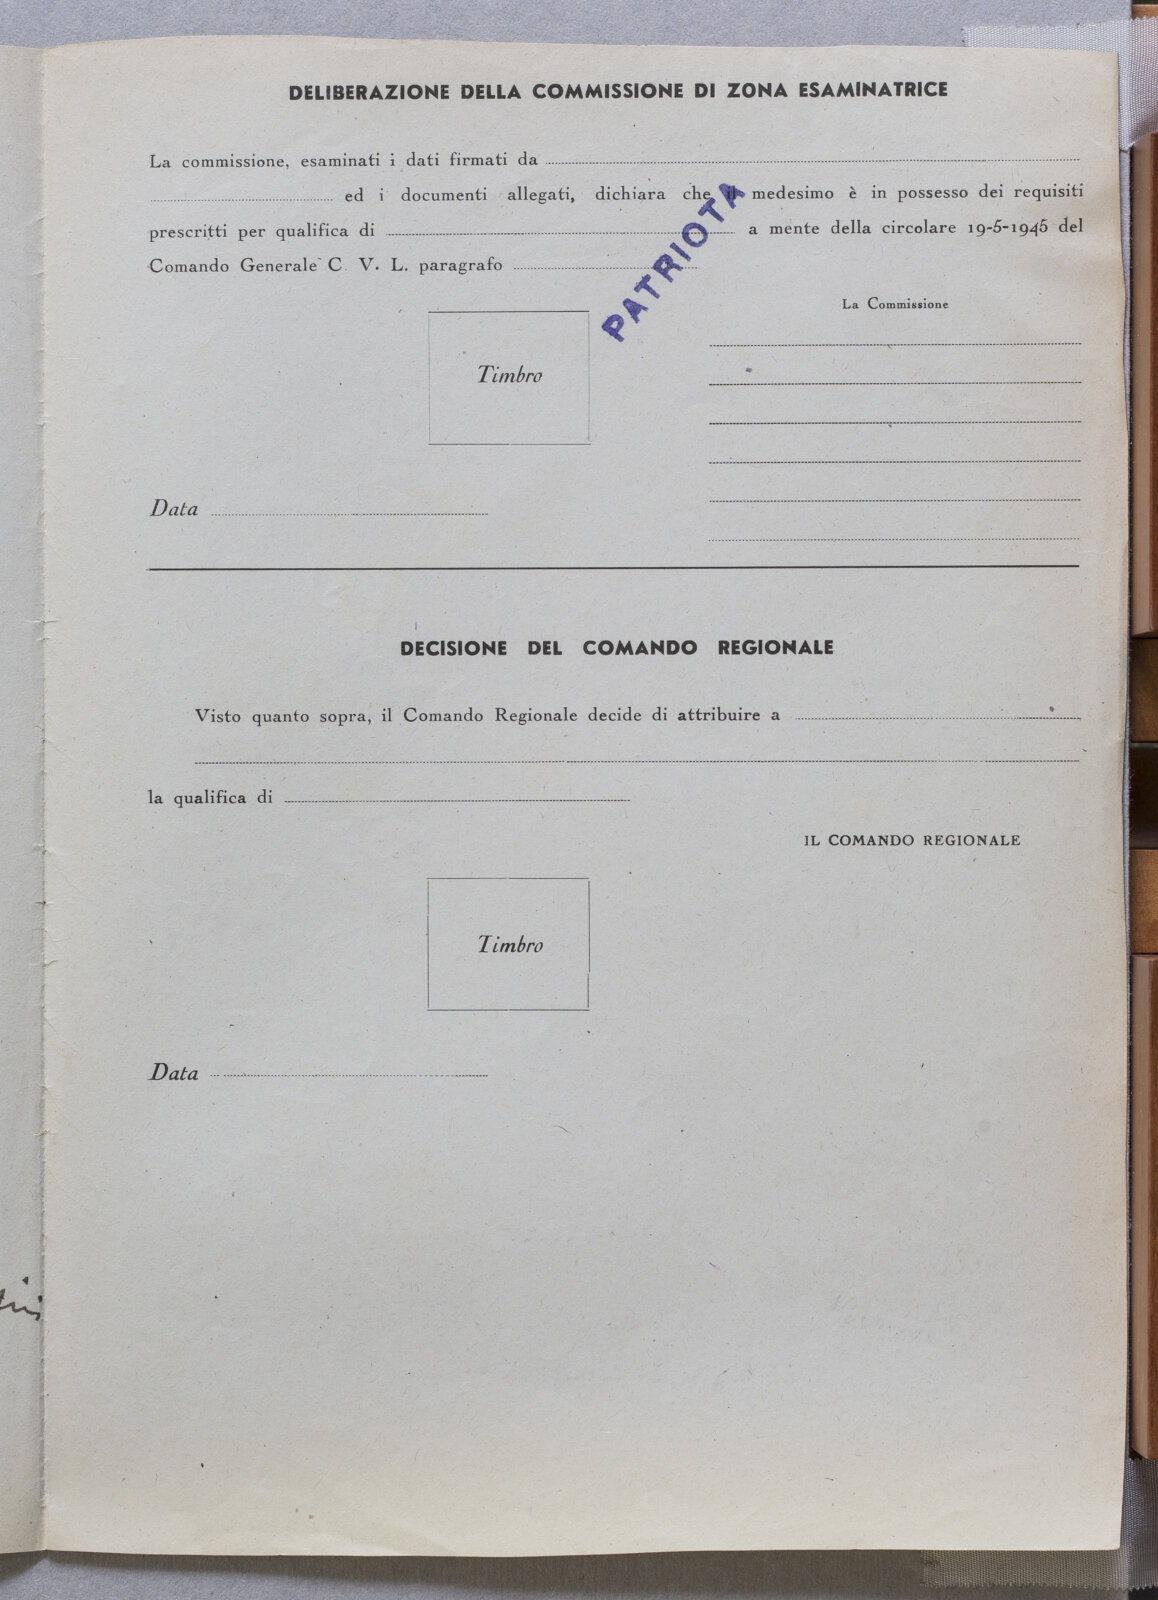 DELIBERAZIONE DELLA COMMISSIONE DI ZONA ESAMINATRICE
La commissione, esaminati i dati firmati da
ed i documenti allegati, dichiara che il medesimo è in possesso dei requisiti
prescritti per qualifica di a mente della circolare 19-5-1945 del
Comando Generale C. V. L. paragrafo
PATRIOTA
La Commissione
Timbro
Data
DECISIONE DEL COMANDO REGIONALE
Visto quanto sopra, il Comando Regionale decide di attribuire a
la qualifica di
IL COMANDO REGIONALE
Timbro
Data